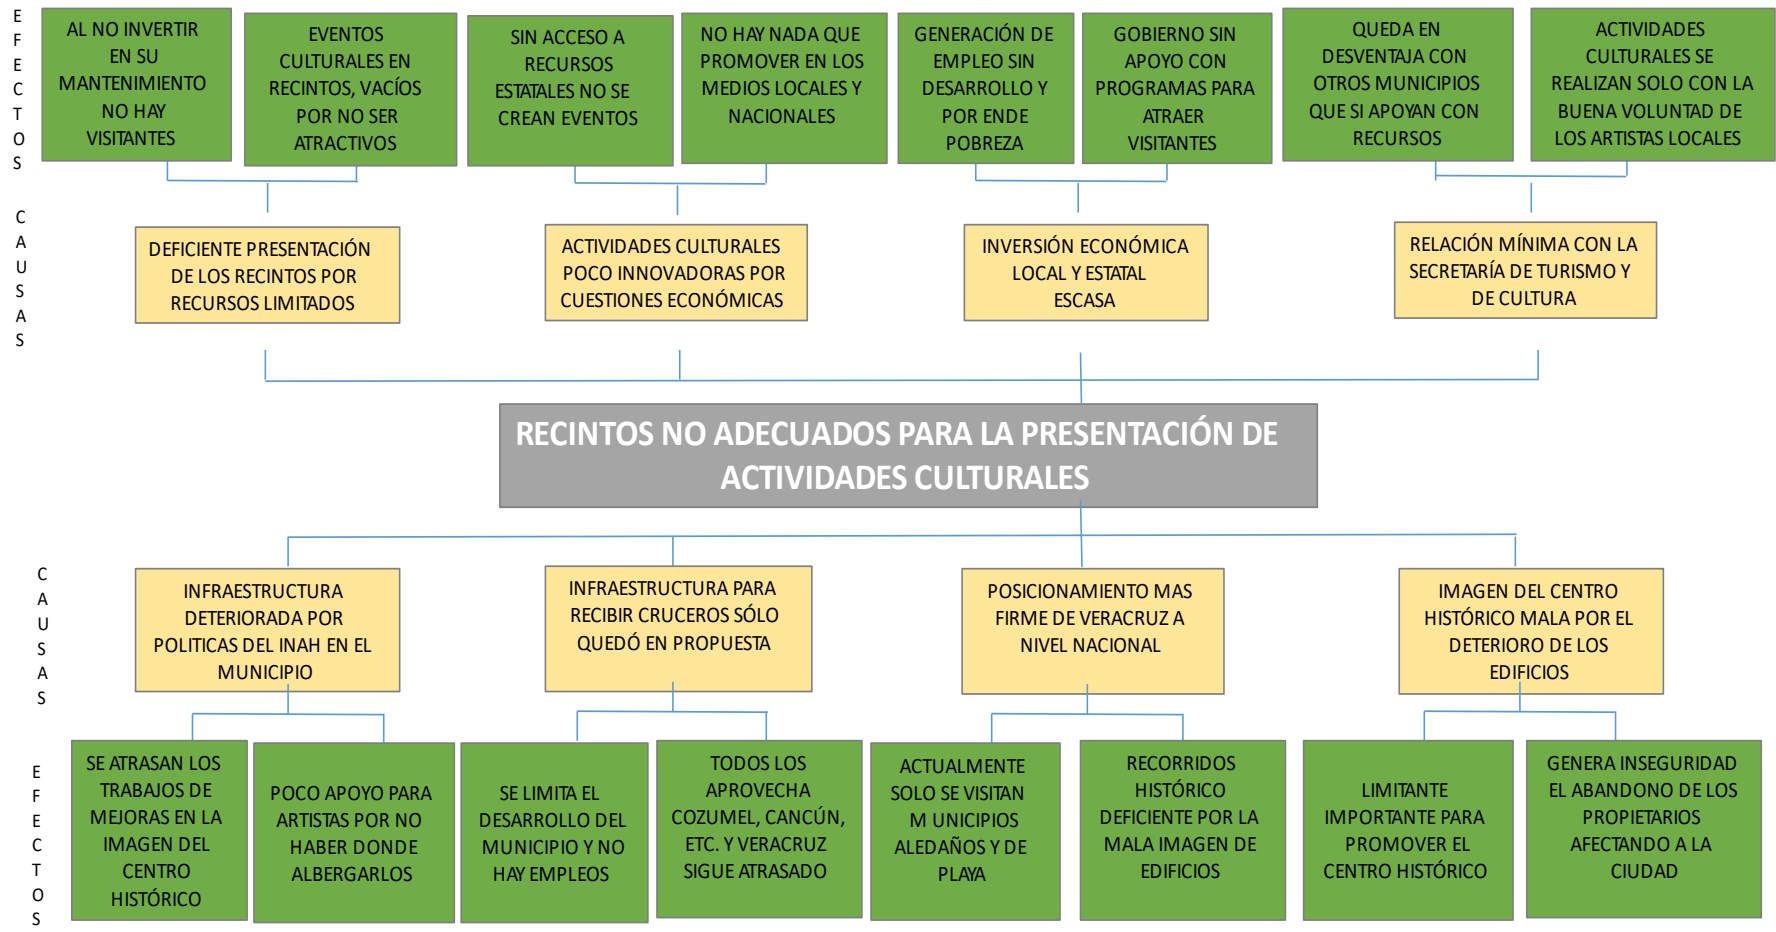 E
F
E
C
T
O
S
AL NO INVERTIR
EN SU
MANTENIMIENTO
NO HAY
VISITANTES
EVENTOS
CULTURALES EN
RECINTOS, VACÍOS
POR NO SER
ATRACTIVOS
SIN ACCESO A
RECURSOS
ESTATALES NO SE
CREAN EVENTOS
NO HAY NADA QUE
PROMOVER EN LOS
MEDIOS LOCALES Y
NACIONALES
GENERACIÓN DE
EMPLEO SIN
DESARROLLO Y
POR ENDE
POBREZA
GOBIERNO SIN
APOYO CON
PROGRAMAS PARA
ATRAER
VISITANTES
QUEDA EN
DESVENTAJA CON
OTROS MUNICIPIOS
QUE SI APOYAN CON
RECURSOS
ACTIVIDADES
CULTURALES SE
REALIZAN SOLO CON LA
BUENA VOLUNTAD DE
LOS ARTISTAS LOCALES
C
A
U
S
A
S
DEFICIENTE PRESENTACIÓN
DE LOS RECINTOS POR
RECURSOS LIMITADOS
ACTIVIDADES CULTURALES
POCO INNOVADORAS POR
CUESTIONES ECONÓMICAS
INVERSIÓN ECONÓMICA
LOCAL Y ESTATAL
ESCASA
RELACIÓN MÍNIMA CON LA
SECRETARÍA DE TURISMO Y
DE CULTURA
RECINTOS NO ADECUADOS PARA LA PRESENTACIÓN DE
ACTIVIDADES CULTURALES
C
A
U
S
A
S
INFRAESTRUCTURA
DETERIORADA POR
POLITICAS DEL INAH EN EL
MUNICIPIO
INFRAESTRUCTURA PARA
RECIBIR CRUCEROS SÓLO
QUEDÓ EN PROPUESTA
POSICIONAMIENTO MAS
FIRME DE VERACRUZ A
NIVEL NACIONAL
IMAGEN DEL CENTRO
HISTÓRICO MALA POR EL
DETERIORO DE LOS
EDIFICIOS
E
F
E
C
T
O
S
SE ATRASAN LOS
TRABAJOS DE
MEJORAS EN LA
IMAGEN DEL
CENTRO
HISTÓRICO
POCO APOYO PARA
ARTISTAS POR NO
HABER DONDE
ALBERGARLOS
SE LIMITA EL
DESARROLLO DEL
MUNICIPIO Y NO
HAY EMPLEOS
TODOS LOS
APROVECHA
COZUMEL, CANCÚN,
ETC. Y VERACRUZ
SIGUE ATRASADO
ACTUALMENTE
SOLO SE VISITAN
M UNICIPIOS
ALEDAÑOS Y DE
PLAYA
RECORRIDOS
HISTÓRICO
DEFICIENTE POR LA
MALA IMAGEN DE
EDIFICIOS
LIMITANTE
IMPORTANTE PARA
PROMOVER EL
CENTRO HISTÓRICO
GENERA INSEGURIDAD
EL ABANDONO DE LOS
PROPIETARIOS
AFECTANDO A LA
CIUDAD